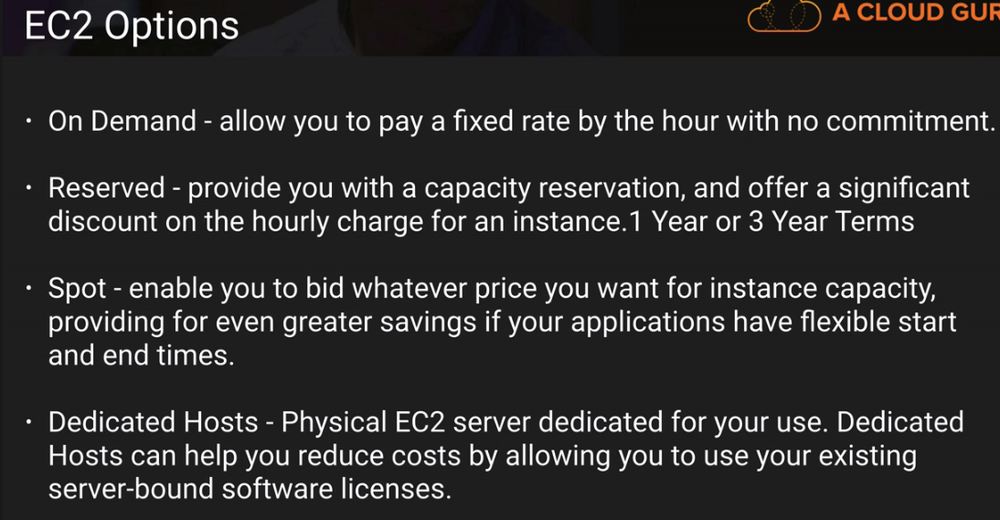 EC2 Options
A CLOUD GUR
· On Demand - allow you to pay a fixed rate by the hour with no commitment.
· Reserved - provide you with a capacity reservation, and offer a significant
discount on the hourly charge for an instance.1 Year or 3 Year Terms
· Spot - enable you to bid whatever price you want for instance capacity,
providing for even greater savings if your applications have flexible start
and end times.
· Dedicated Hosts - Physical EC2 server dedicated for your use. Dedicated
Hosts can help you reduce costs by allowing you to use your existing
server-bound software licenses.